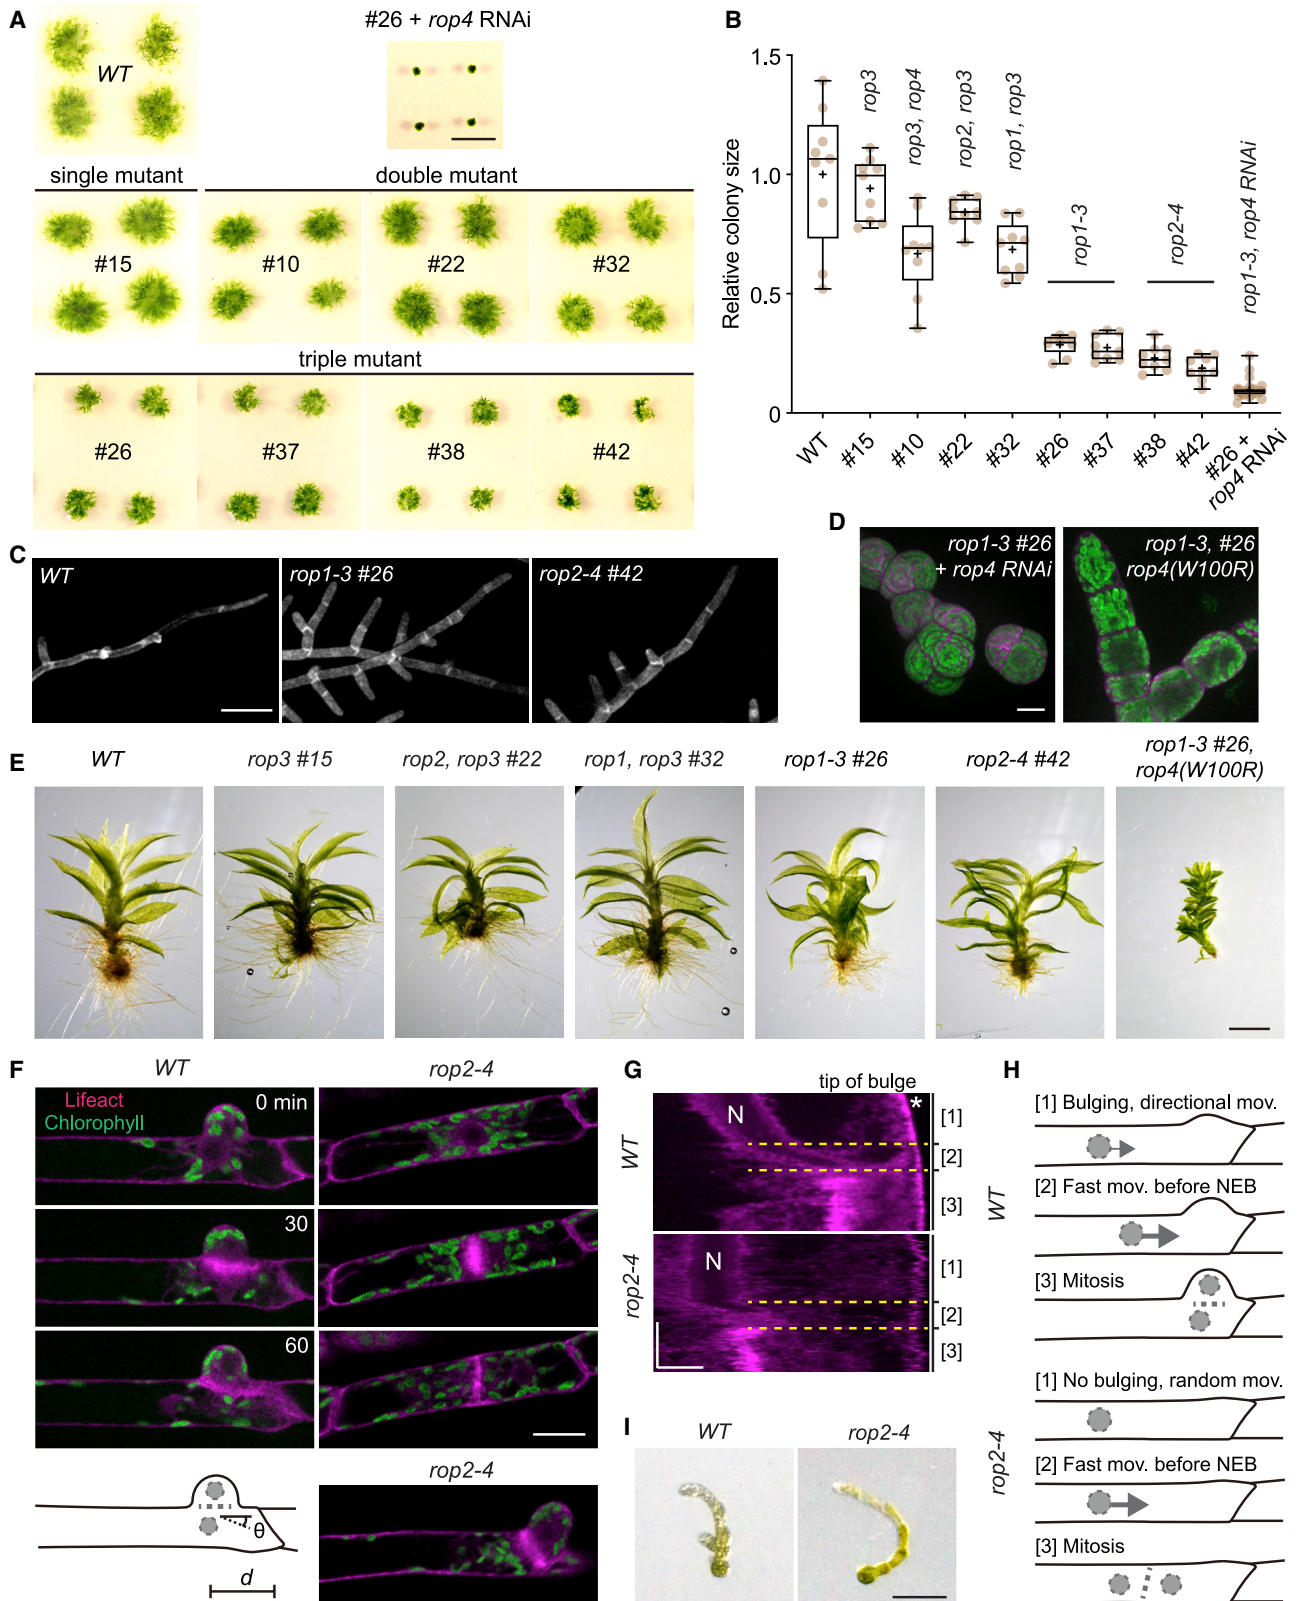 A
#26 + rop4 RNAi
WT
single mutant
double mutant
#15
#10
#22
#32
triple mutant
#26
#37
#38
#42
B
Relative colony size
1.5
1.0
0.5
0
rop3
rop3, rop4
rop2, rop3
rop1, rop3
rop1-3
rop2-4
rop1-3, rop4 RNAi
WT
#15
#10
#22
#32
#26
#37
#38
#42
#26 +
rop4 RNAi
C
WT
rop1-3 #26
rop2-4 #42
D
rop1-3 #26
+ rop4 RNAi
rop1-3, #26
rop4(W100R)
E
WT
rop3 #15
rop2, rop3 #22
rop1, rop3 #32
rop1-3 #26
rop2-4 #42
rop1-3 #26,
rop4(W100R)
F
WT
rop2-4
Lifeact
Chlorophyll
0 min
30
60
θ
d
rop2-4
G
tip of bulge
WT
N
*
[1]
[2]
[3]
rop2-4
N
[1]
[2]
[3]
H
WT
[1] Bulging, directional mov.
[2] Fast mov. before NEB
[3] Mitosis
rop2-4
[1] No bulging, random mov.
[2] Fast mov. before NEB
[3] Mitosis
I
WT
rop2-4